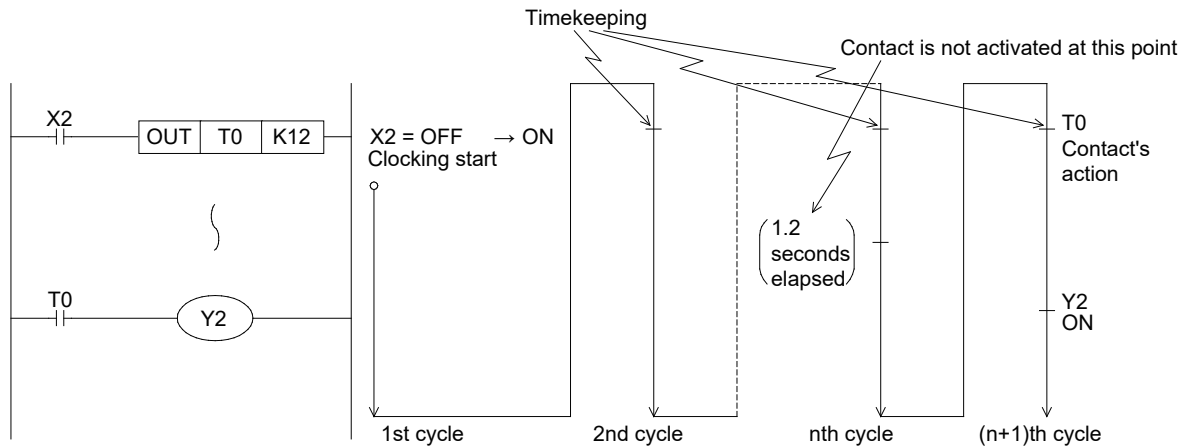 Timekeeping
Contact is not activated at this point
X2
OUT T0 K12
X2 = OFF → ON
Clocking start
T0
Contact's
action
1.2
seconds
elapsed
T0
Y2
Y2
ON
1st cycle
2nd cycle
nth cycle
(n+1)th cycle